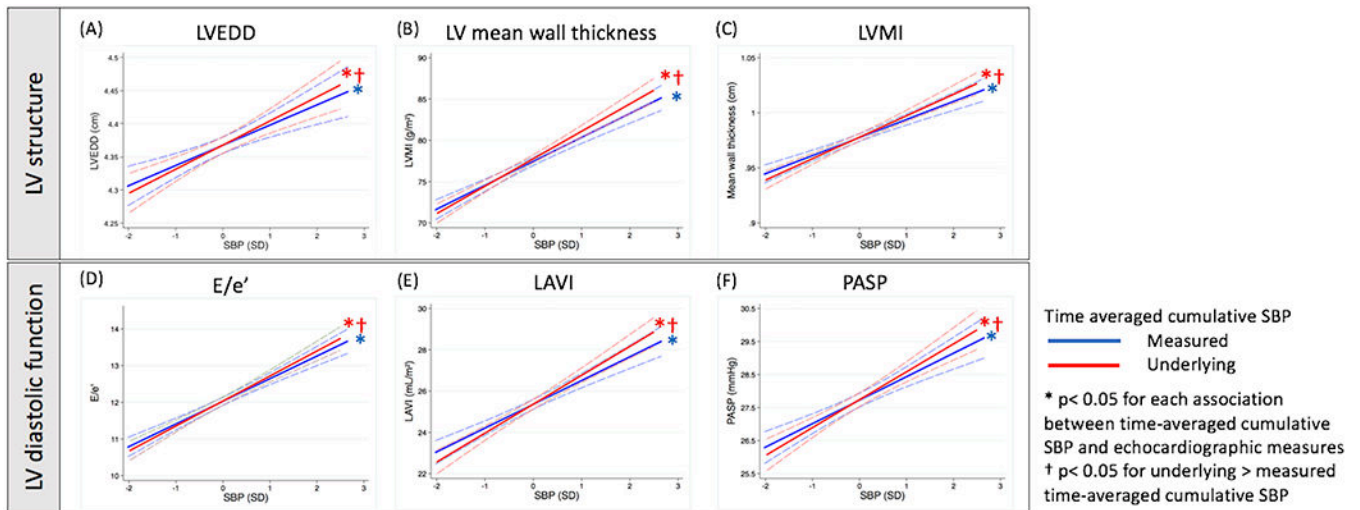 LV structure
(A) LVEDD
4.5
4.45
4.4
4.35
4.3
4.25
LVEDD (cm)
-2 -1 0 1 2 3
SBP (SD)
* †
*
(B) LV mean wall thickness
90
85
80
75
70
LVMI (g/m²)
-2 -1 0 1 2 3
SBP (SD)
* †
*
(C) LVMI
1.05
1
.95
.9
Mean wall thickness (cm)
-2 -1 0 1 2 3
SBP (SD)
* †
*
LV diastolic function
(D) E/e’
14
13
12
11
10
E/e'
-2 -1 0 1 2 3
SBP (SD)
* †
*
(E) LAVI
30
28
26
24
22
LAVI (mL/m²)
-2 -1 0 1 2 3
SBP (SD)
* †
*
(F) PASP
30.5
29.5
28.5
27.5
26.5
25.5
PASP (mmHg)
-2 -1 0 1 2 3
SBP (SD)
* †
*
Time averaged cumulative SBP
Measured
Underlying
* p< 0.05 for each association
between time-averaged cumulative
SBP and echocardiographic measures
† p< 0.05 for underlying > measured
time-averaged cumulative SBP